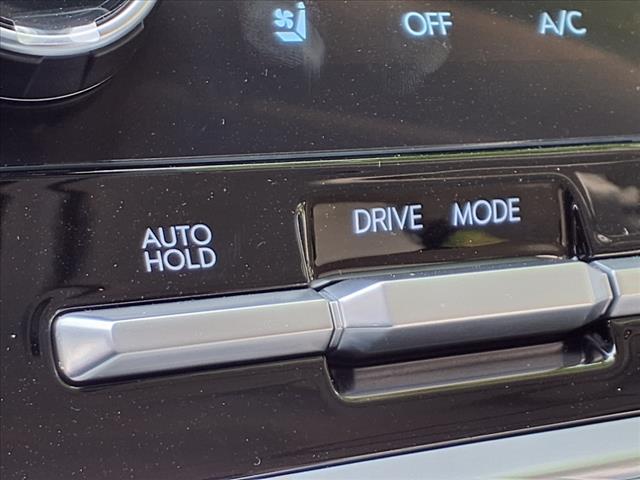 OFF A/C
DRIVE MODE
AUTO
HOLD